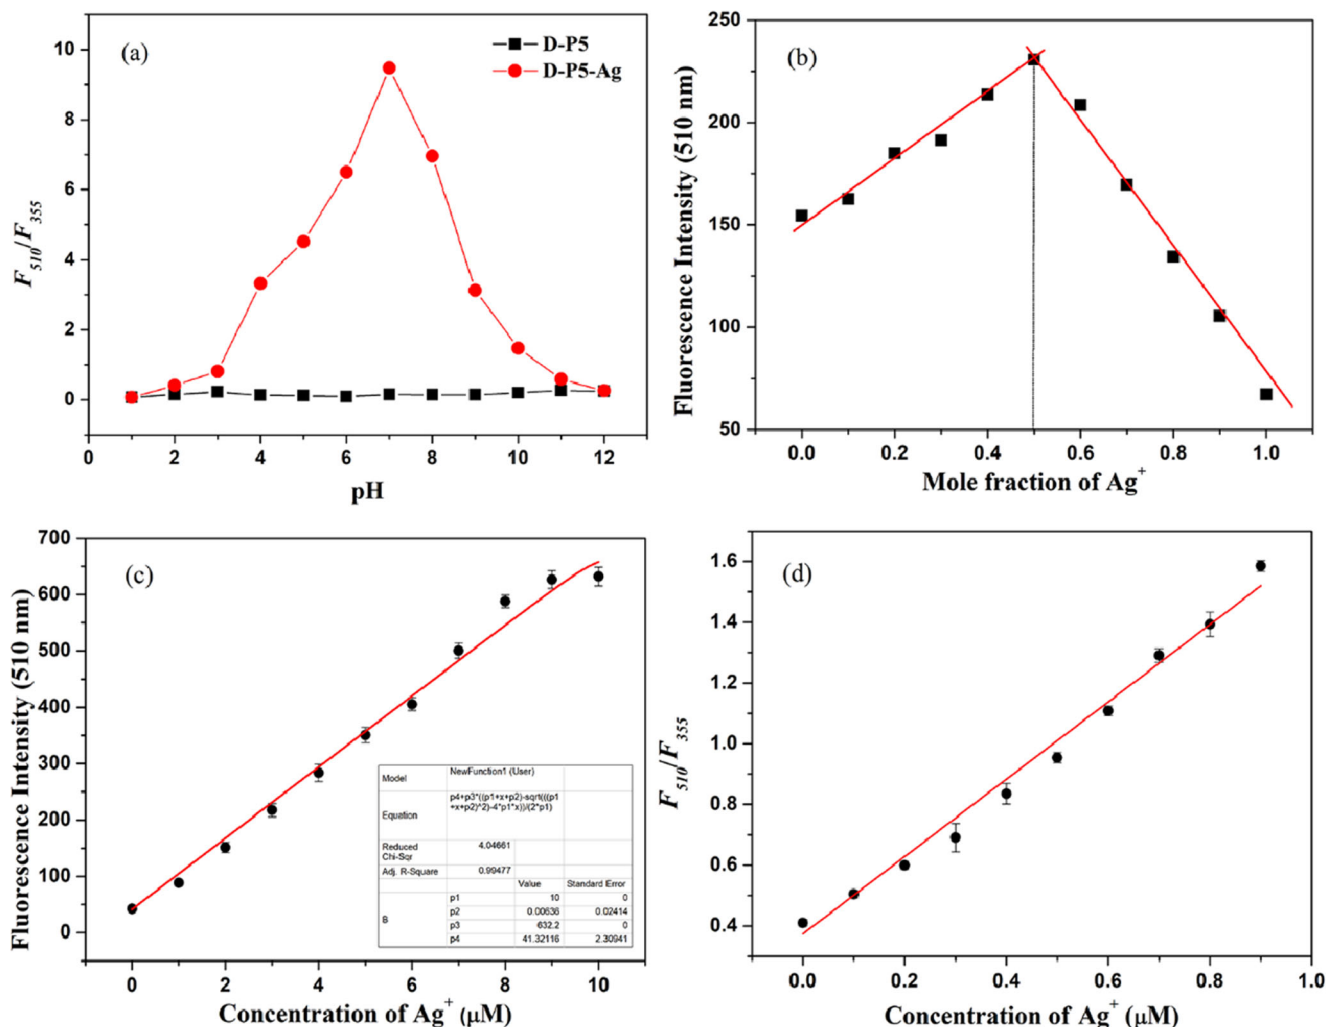 (a)
D-P5
D-P5-Ag
10
8
6
4
2
0
F510/F355
0 2 4 6 8 10 12
pH
(b)
250
200
150
100
50
Fluorescence Intensity (510 nm)
0.0 0.2 0.4 0.6 0.8 1.0
Mole fraction of Ag+
(c)
700
600
500
400
300
200
100
0
Fluorescence Intensity (510 nm)
Model NewFunction1 (User)
Equation p4+p3*((p1+x+p2)-sqrt(((p1
+x+p2)^2)-4*p1*x))/(2*p1)
Reduced 4.04661
Chi-Sqr
Adj. R-Square 0.99477
Value Standard Error
B p1 10 0
p2 0.00636 0.02414
p3 632.2 0
p4 41.32116 2.30941
0 2 4 6 8 10
Concentration of Ag+ (μM)
(d)
1.6
1.4
1.2
1.0
0.8
0.6
0.4
F510/F355
0.0 0.2 0.4 0.6 0.8 1.0
Concentration of Ag+ (μM)